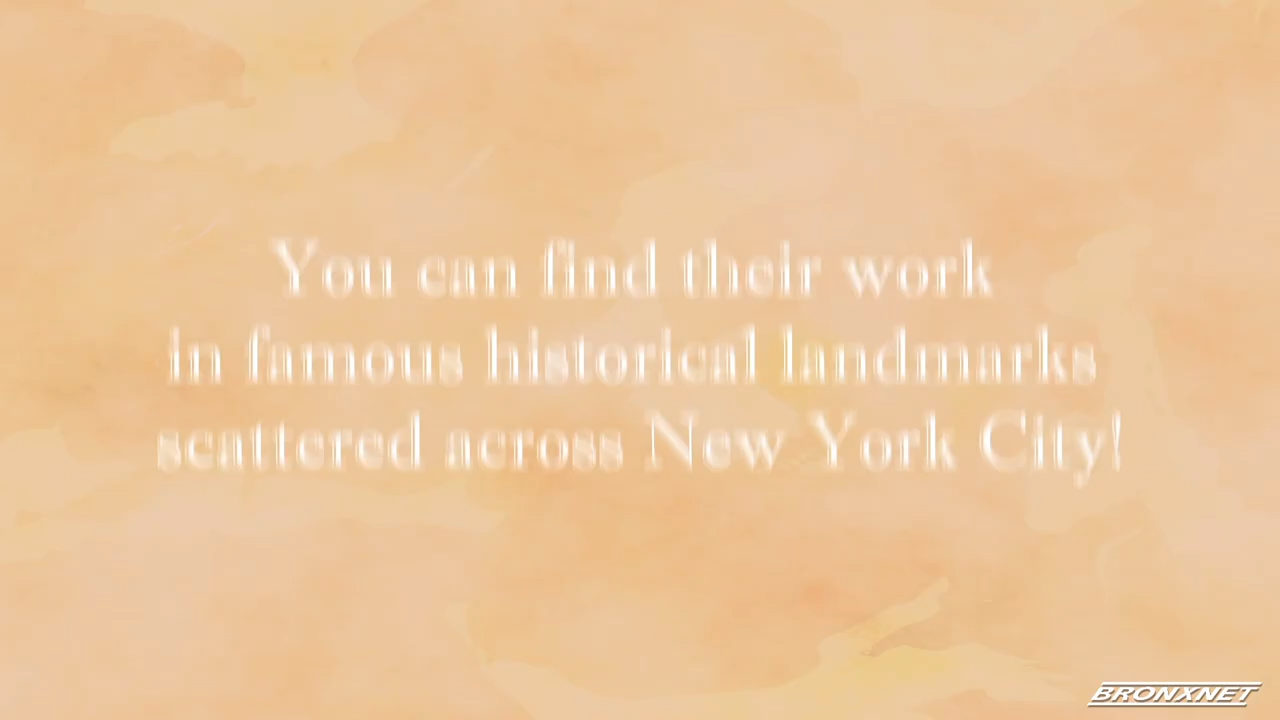 You can find their work
in famous historical landmarks
scattered across New York City!
BRONXNET